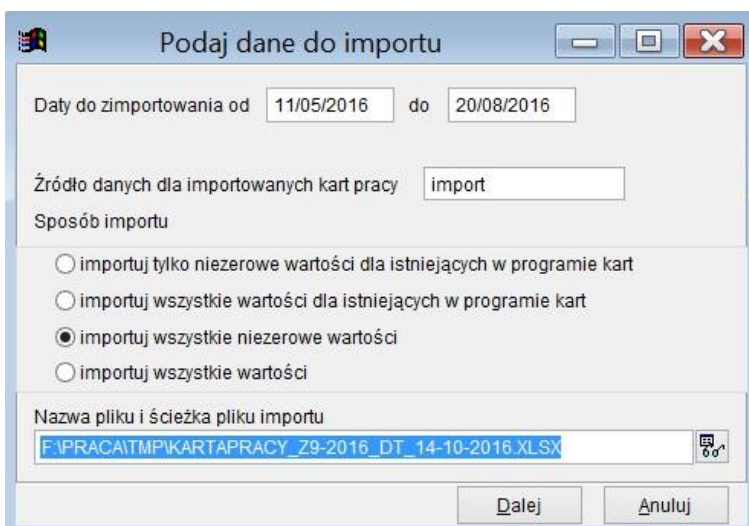 Podaj dane do importu
Daty do zimportowania od 11/05/2016 do 20/08/2016
Źródło danych dla importowanych kart pracy import
Sposób importu
importuj tylko niezerowe wartości dla istniejących w programie kart
importuj wszystkie wartości dla istniejących w programie kart
importuj wszystkie niezerowe wartości
importuj wszystkie wartości
Nazwa pliku i ścieżka pliku importu
F:\PRACA\TMP\KARTAPRACY_Z9-2016_DT_14-10-2016.XLSX
Dalej Anuluj